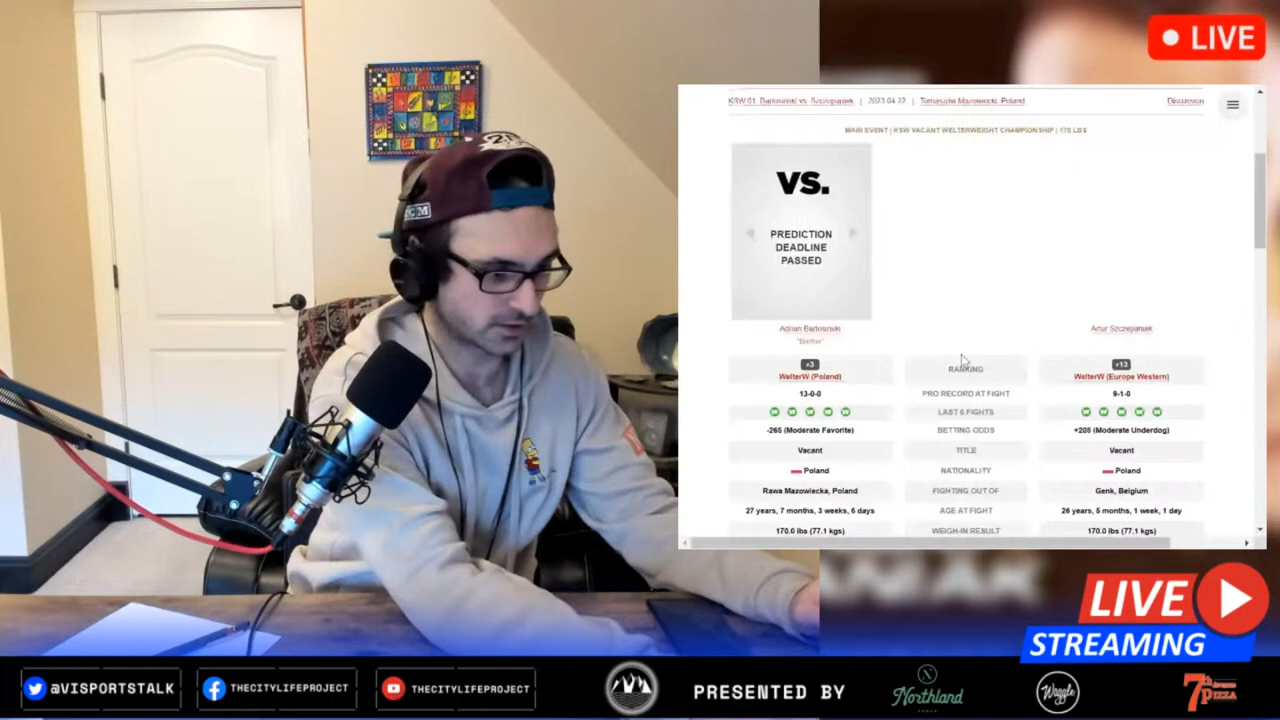 LIVE
KSW 81: Bartosinski vs. Szczepaniak | 2023.04.22 | Tomaszów Mazowiecki, Poland
Discussion
MAIN EVENT | KSW VACANT WELTERWEIGHT CHAMPIONSHIP | 170 LBS
VS.
PREDICTION
DEADLINE
PASSED
Adrian Bartosinski
Artur Szczepaniak
"Bartos"
#3 RANKING #13
WelterW (Poland) WelterW (Europe Western)
13-0-0 PRO RECORD AT FIGHT 9-1-0
W W W W W LAST 5 FIGHTS W W W W W
-265 (Moderate Favorite) BETTING ODDS +205 (Moderate Underdog)
Vacant TITLE Vacant
Poland NATIONALITY Poland
Rawa Mazowiecka, Poland FIGHTING OUT OF Genk, Belgium
27 years, 7 months, 3 weeks, 6 days AGE AT FIGHT 26 years, 5 months, 1 week, 1 day
170.0 lbs (77.1 kgs) WEIGH-IN RESULT 170.0 lbs (77.1 kgs)
LIVE
STREAMING
@VISPORTSTALK
THECITYLIFEPROJECT
THECITYLIFEPROJECT
PRESENTED BY
Northland
Waggle
7th
PIZZA